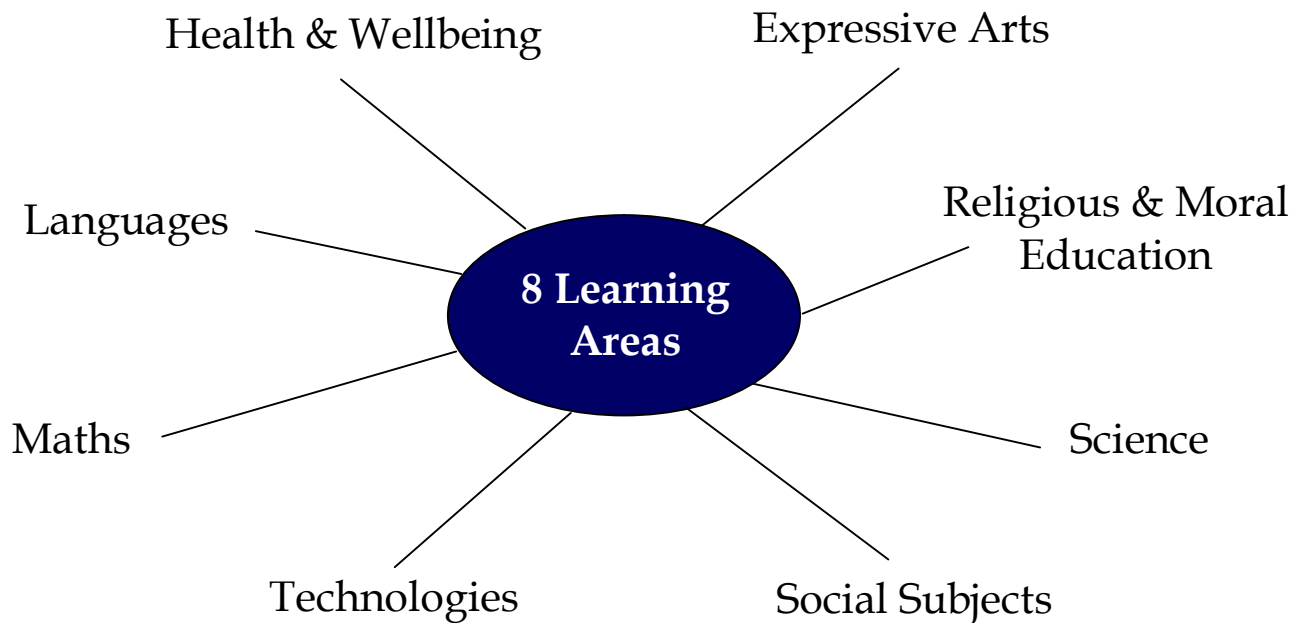 Health & Wellbeing
Expressive Arts
Languages
Religious & Moral
Education
8 Learning
Areas
Maths
Science
Technologies
Social Subjects